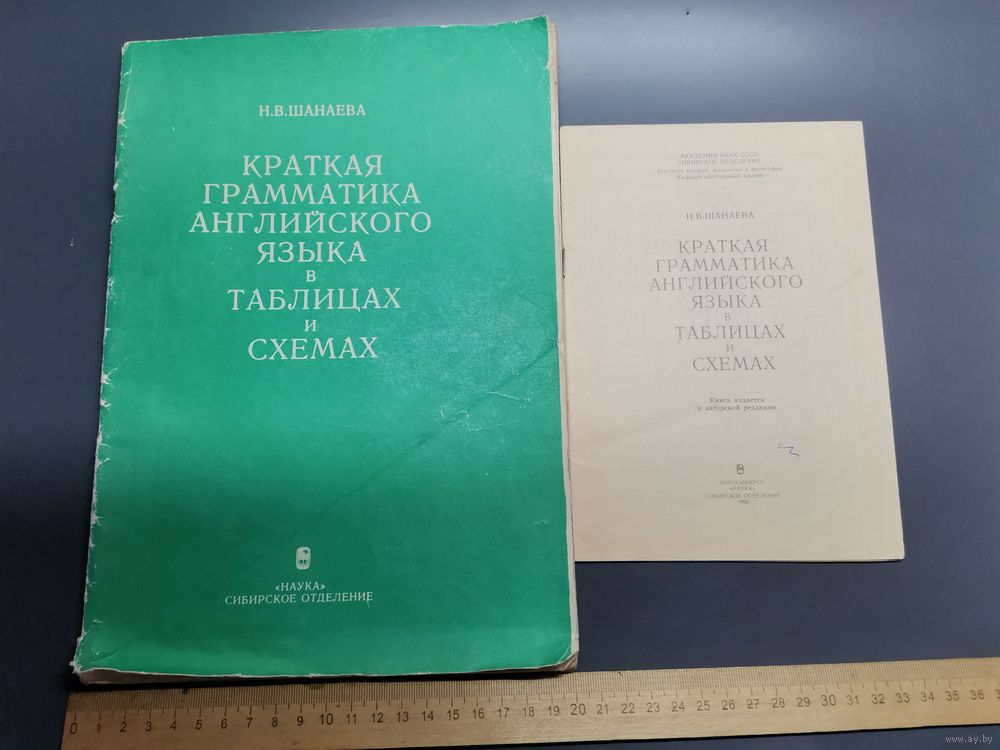 Н.В.ШАНАЕВА
КРАТКАЯ
ГРАММАТИКА
АНГЛИЙСКОГО
ЯЗЫКА
В
ТАБЛИЦАХ
И
СХЕМАХ
«НАУКА»
СИБИРСКОЕ ОТДЕЛЕНИЕ
АКАДЕМИЯ НАУК СССР
СИБИРСКОЕ ОТДЕЛЕНИЕ
Институт истории, филологии и философии
Кафедра иностранных языков
Н.В.ШАНАЕВА
КРАТКАЯ
ГРАММАТИКА
АНГЛИЙСКОГО
ЯЗЫКА
В
ТАБЛИЦАХ
И
СХЕМАХ
Книга издается
в авторской редакции
НОВОСИБИРСК
«НАУКА»
СИБИРСКОЕ ОТДЕЛЕНИЕ
1990
0 1 2 3 4 5 6 7 8 9 10 11 12 13 14 15 16 17 18 19 20 21 22 23 24 25 26 27 28 29 30 31 32 33 34 35 36
www.ay.by